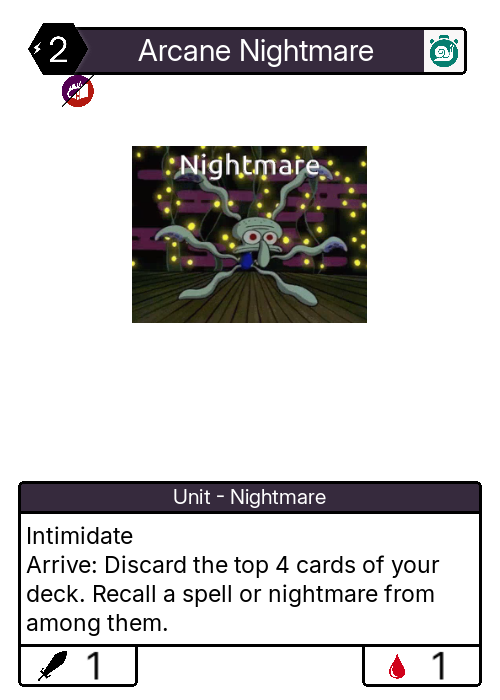 2
Arcane Nightmare
Nightmare
Unit - Nightmare
Intimidate
Arrive: Discard the top 4 cards of your
deck. Recall a spell or nightmare from
among them.
1
1